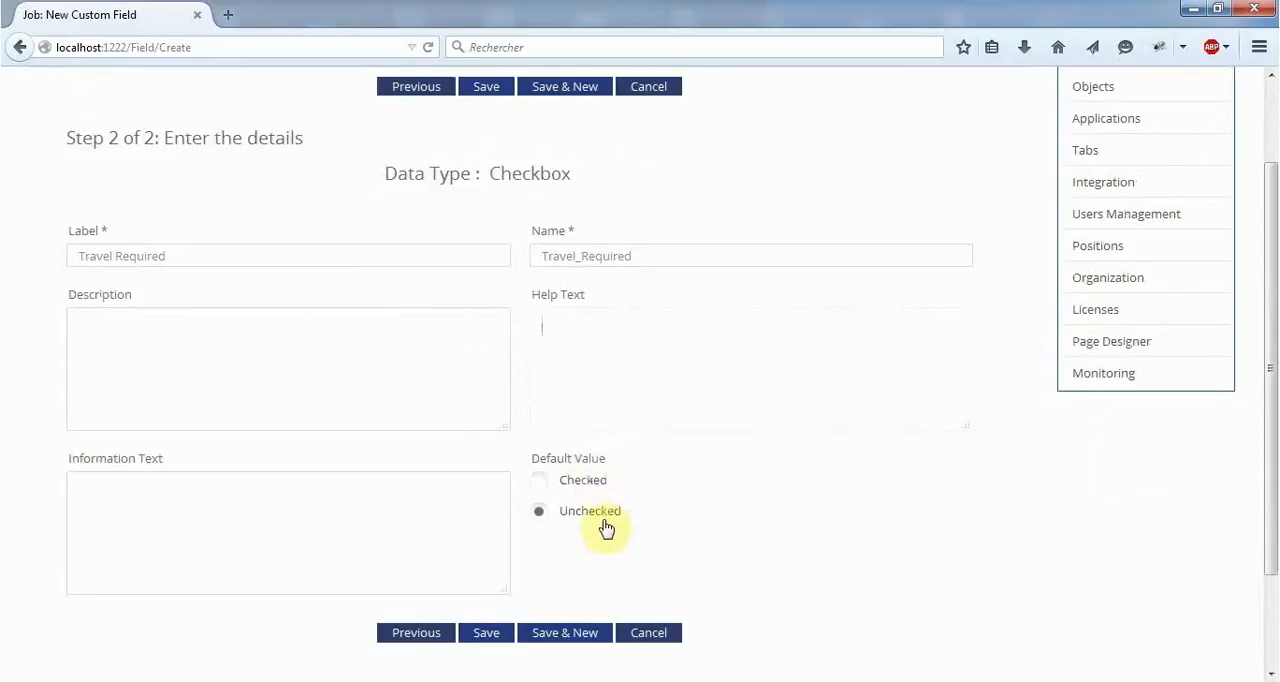 Job: New Custom Field
localhost:1222/Field/Create
Rechercher
ABP
Previous Save Save & New Cancel
Objects
Applications
Tabs
Integration
Users Management
Positions
Organization
Licenses
Page Designer
Monitoring
Step 2 of 2: Enter the details
Data Type : Checkbox
Label * Name *
Travel Required Travel_Required
Description Help Text
Information Text Default Value
Checked
Unchecked
Previous Save Save & New Cancel